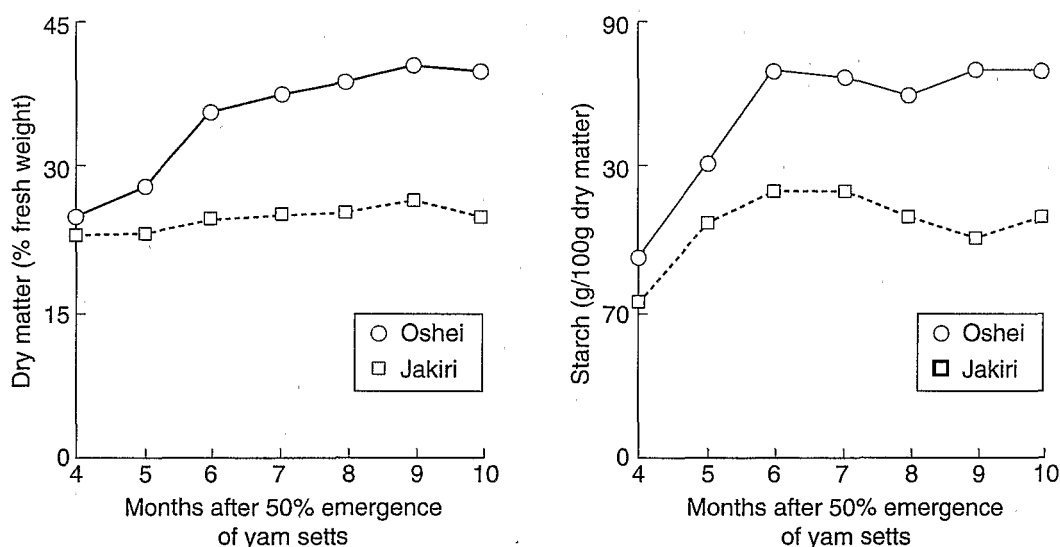 45
30
15
0
Dry matter (% fresh weight)
Oshei
Jakiri
4 5 6 7 8 9 10
Months after 50% emergence
of yam setts
90
30
70
0
Starch (g/100g dry matter)
Oshei
Jakiri
4 5 6 7 8 9 10
Months after 50% emergence
of yam setts